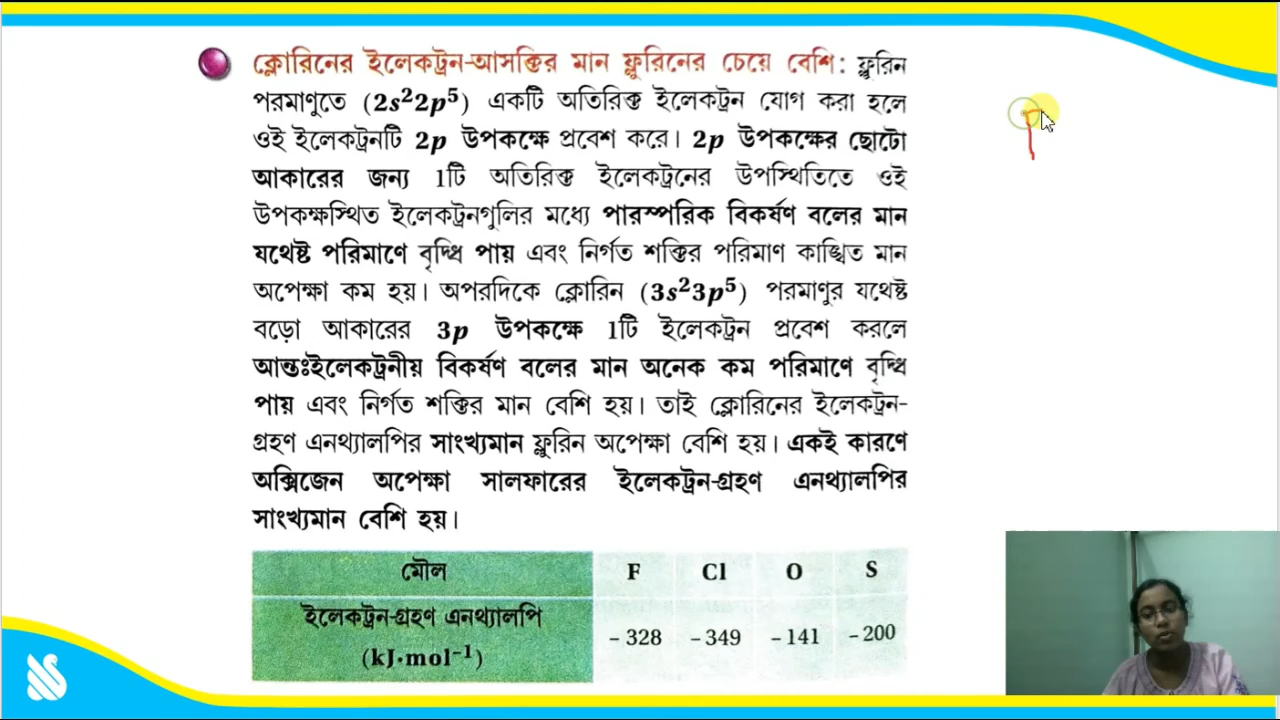 ক্লোরিনের ইলেকট্রন-আসক্তির মান ফ্লুরিনের চেয়ে বেশি: ফ্লুরিন
পরমাণুতে (2s²2p⁵) একটি অতিরিক্ত ইলেকট্রন যোগ করা হলে
ওই ইলেকট্রনটি 2p উপকক্ষে প্রবেশ করে। 2p উপকক্ষের ছোটো
আকারের জন্য 1টি অতিরিক্ত ইলেকট্রনের উপস্থিতিতে ওই
উপকক্ষস্থিত ইলেকট্রনগুলির মধ্যে পারস্পরিক বিকর্ষণ বলের মান
যথেষ্ট পরিমাণে বৃদ্ধি পায় এবং নির্গত শক্তির পরিমাণ কাঙ্খিত মান
অপেক্ষা কম হয়। অপরদিকে ক্লোরিন (3s²3p⁵) পরমাণুর যথেষ্ট
বড়ো আকারের 3p উপকক্ষে 1টি ইলেকট্রন প্রবেশ করলে
আন্তঃইলেকট্রনীয় বিকর্ষণ বলের মান অনেক কম পরিমাণে বৃদ্ধি
পায় এবং নির্গত শক্তির মান বেশি হয়। তাই ক্লোরিনের ইলেকট্রন-
গ্রহণ এনথ্যালপির সাংখ্যমান ফ্লুরিন অপেক্ষা বেশি হয়। একই কারণে
অক্সিজেন অপেক্ষা সালফারের ইলেকট্রন-গ্রহণ এনথ্যালপির
সাংখ্যমান বেশি হয়।
মৌল F Cl O S
ইলেকট্রন-গ্রহণ এনথ্যালপি
(kJ·mol⁻¹) – 328 – 349 – 141 – 200